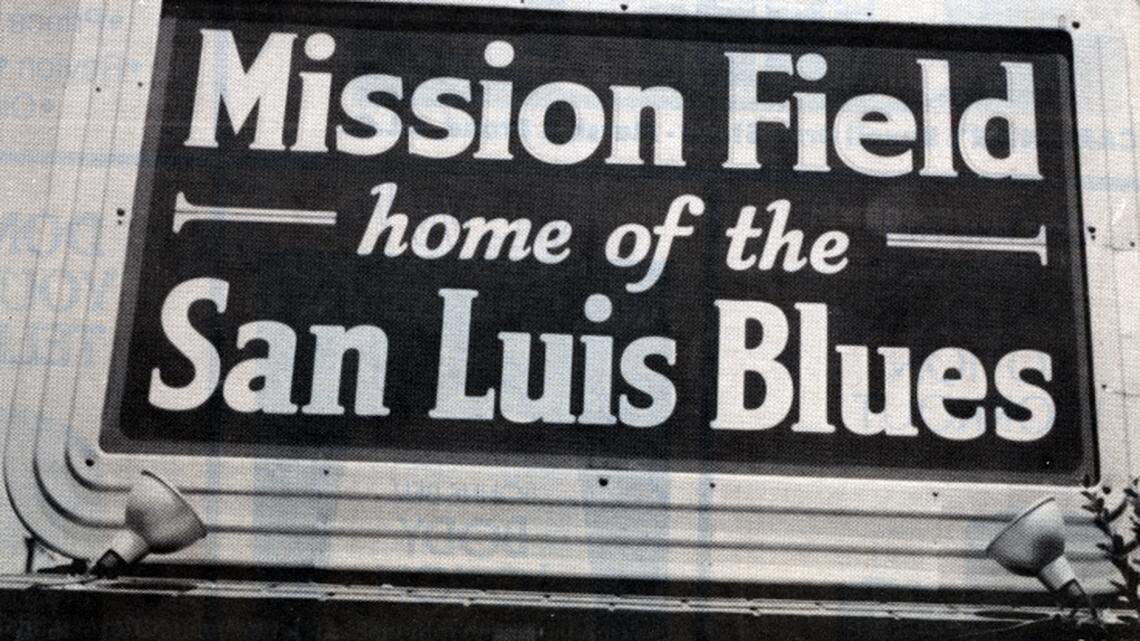 Mission Field
home of the
San Luis Blues